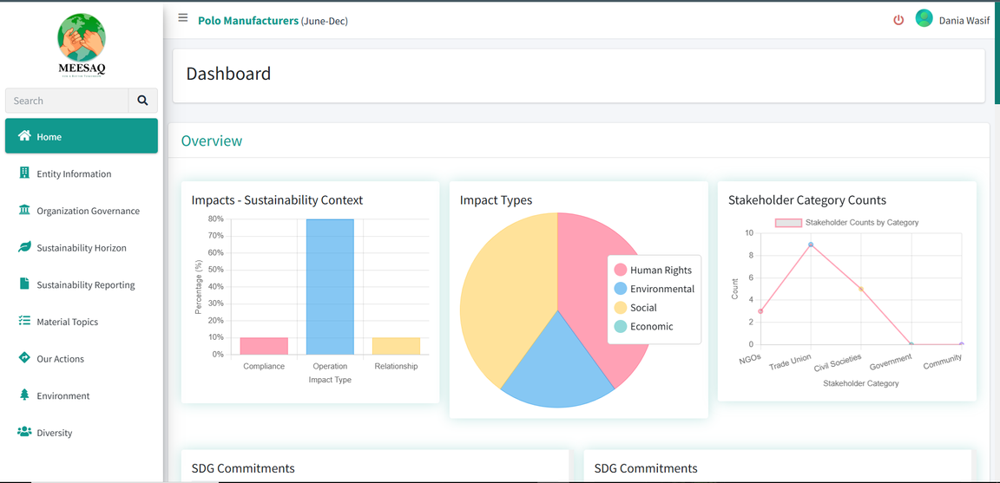 MEESAQ
Polo Manufacturers (June-Dec)
Dania Wasif
Search
Home
Entity Information
Organization Governance
Sustainability Horizon
Sustainability Reporting
Material Topics
Our Actions
Environment
Diversity
Dashboard
Overview
Impacts - Sustainability Context
80%
70%
60%
50%
40%
30%
20%
10%
0%
Percentage (%)
Compliance
Operation
Relationship
Impact Type
Impact Types
Human Rights
Environmental
Social
Economic
Stakeholder Category Counts
Stakeholder Counts by Category
10
8
6
4
2
0
Count
NGOs
Trade Union
Civil Societies
Government
Community
Stakeholder Category
SDG Commitments
SDG Commitments